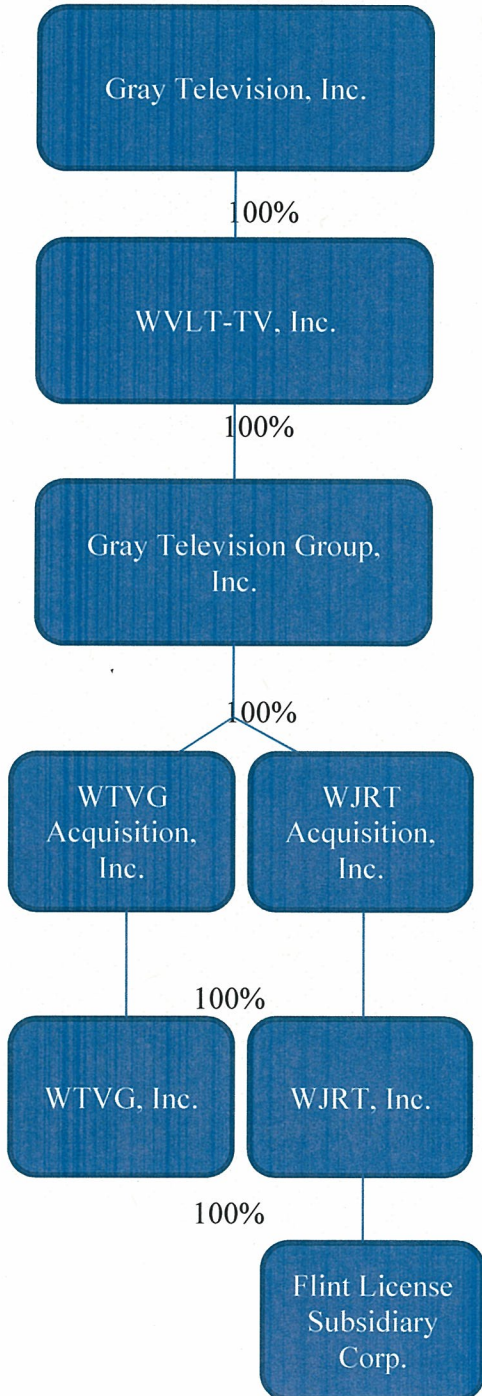 Gray Television, Inc.
100%
WVLT-TV, Inc.
100%
Gray Television Group,
Inc.
100%
WTVG
Acquisition,
Inc.
WJRT
Acquisition,
Inc.
100%
WTVG, Inc.
WJRT, Inc.
100%
Flint License
Subsidiary
Corp.